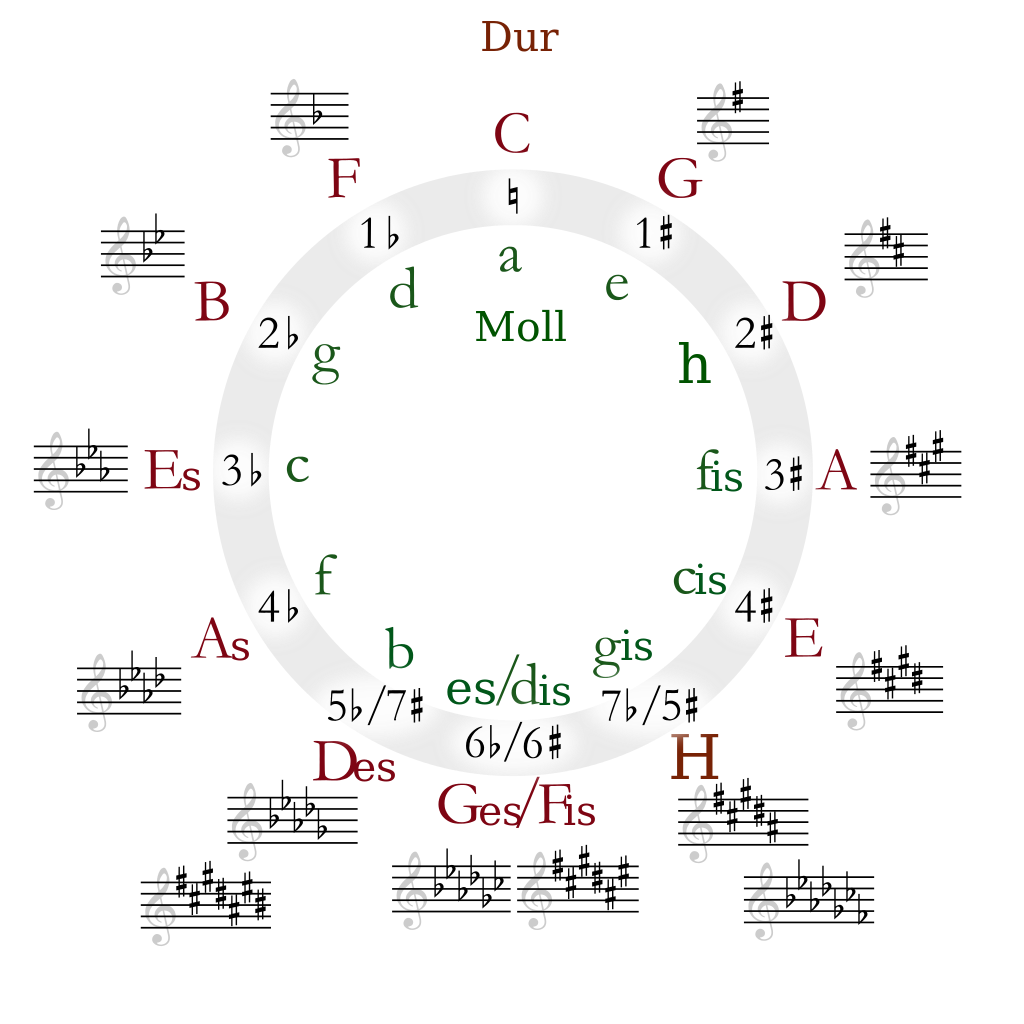 Dur
C
F
G
♮
1♭
1♯
a
d
e
B
D
Moll
2♭
2♯
g
h
Es
3♭
c
fis
3♯
A
f
cis
4♭
4♯
As
E
b
gis
es/dis
5♭/7♯
7♭/5♯
6♭/6♯
Des
H
Ges/Fis